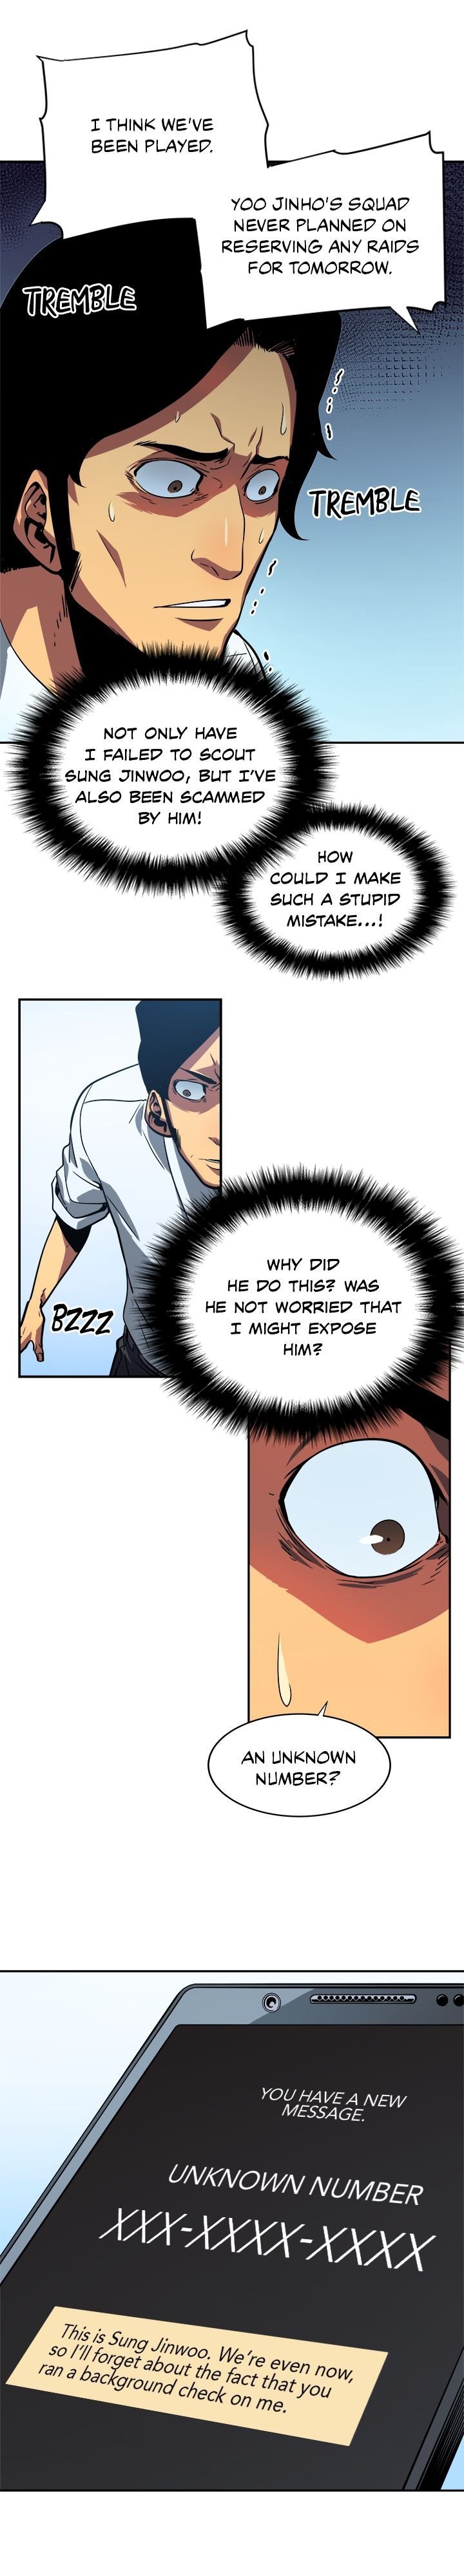 I THINK WE'VE
BEEN PLAYED.
YOO JINHO'S SQUAD
NEVER PLANNED ON
RESERVING ANY RAIDS
FOR TOMORROW.
TREMBLE
TREMBLE
NOT ONLY HAVE
I FAILED TO SCOUT
SUNG JINWOO, BUT I'VE
ALSO BEEN SCAMMED
BY HIM!
HOW
COULD I MAKE
SUCH A STUPID
MISTAKE...!
WHY DID
HE DO THIS? WAS
HE NOT WORRIED THAT
I MIGHT EXPOSE
HIM?
BZZZ
AN UNKNOWN
NUMBER?
YOU HAVE A NEW
MESSAGE.
UNKNOWN NUMBER
XXX-XXXX-XXXX
This is Sung Jinwoo. We're even now,
so I'll forget about the fact that you
ran a background check on me.